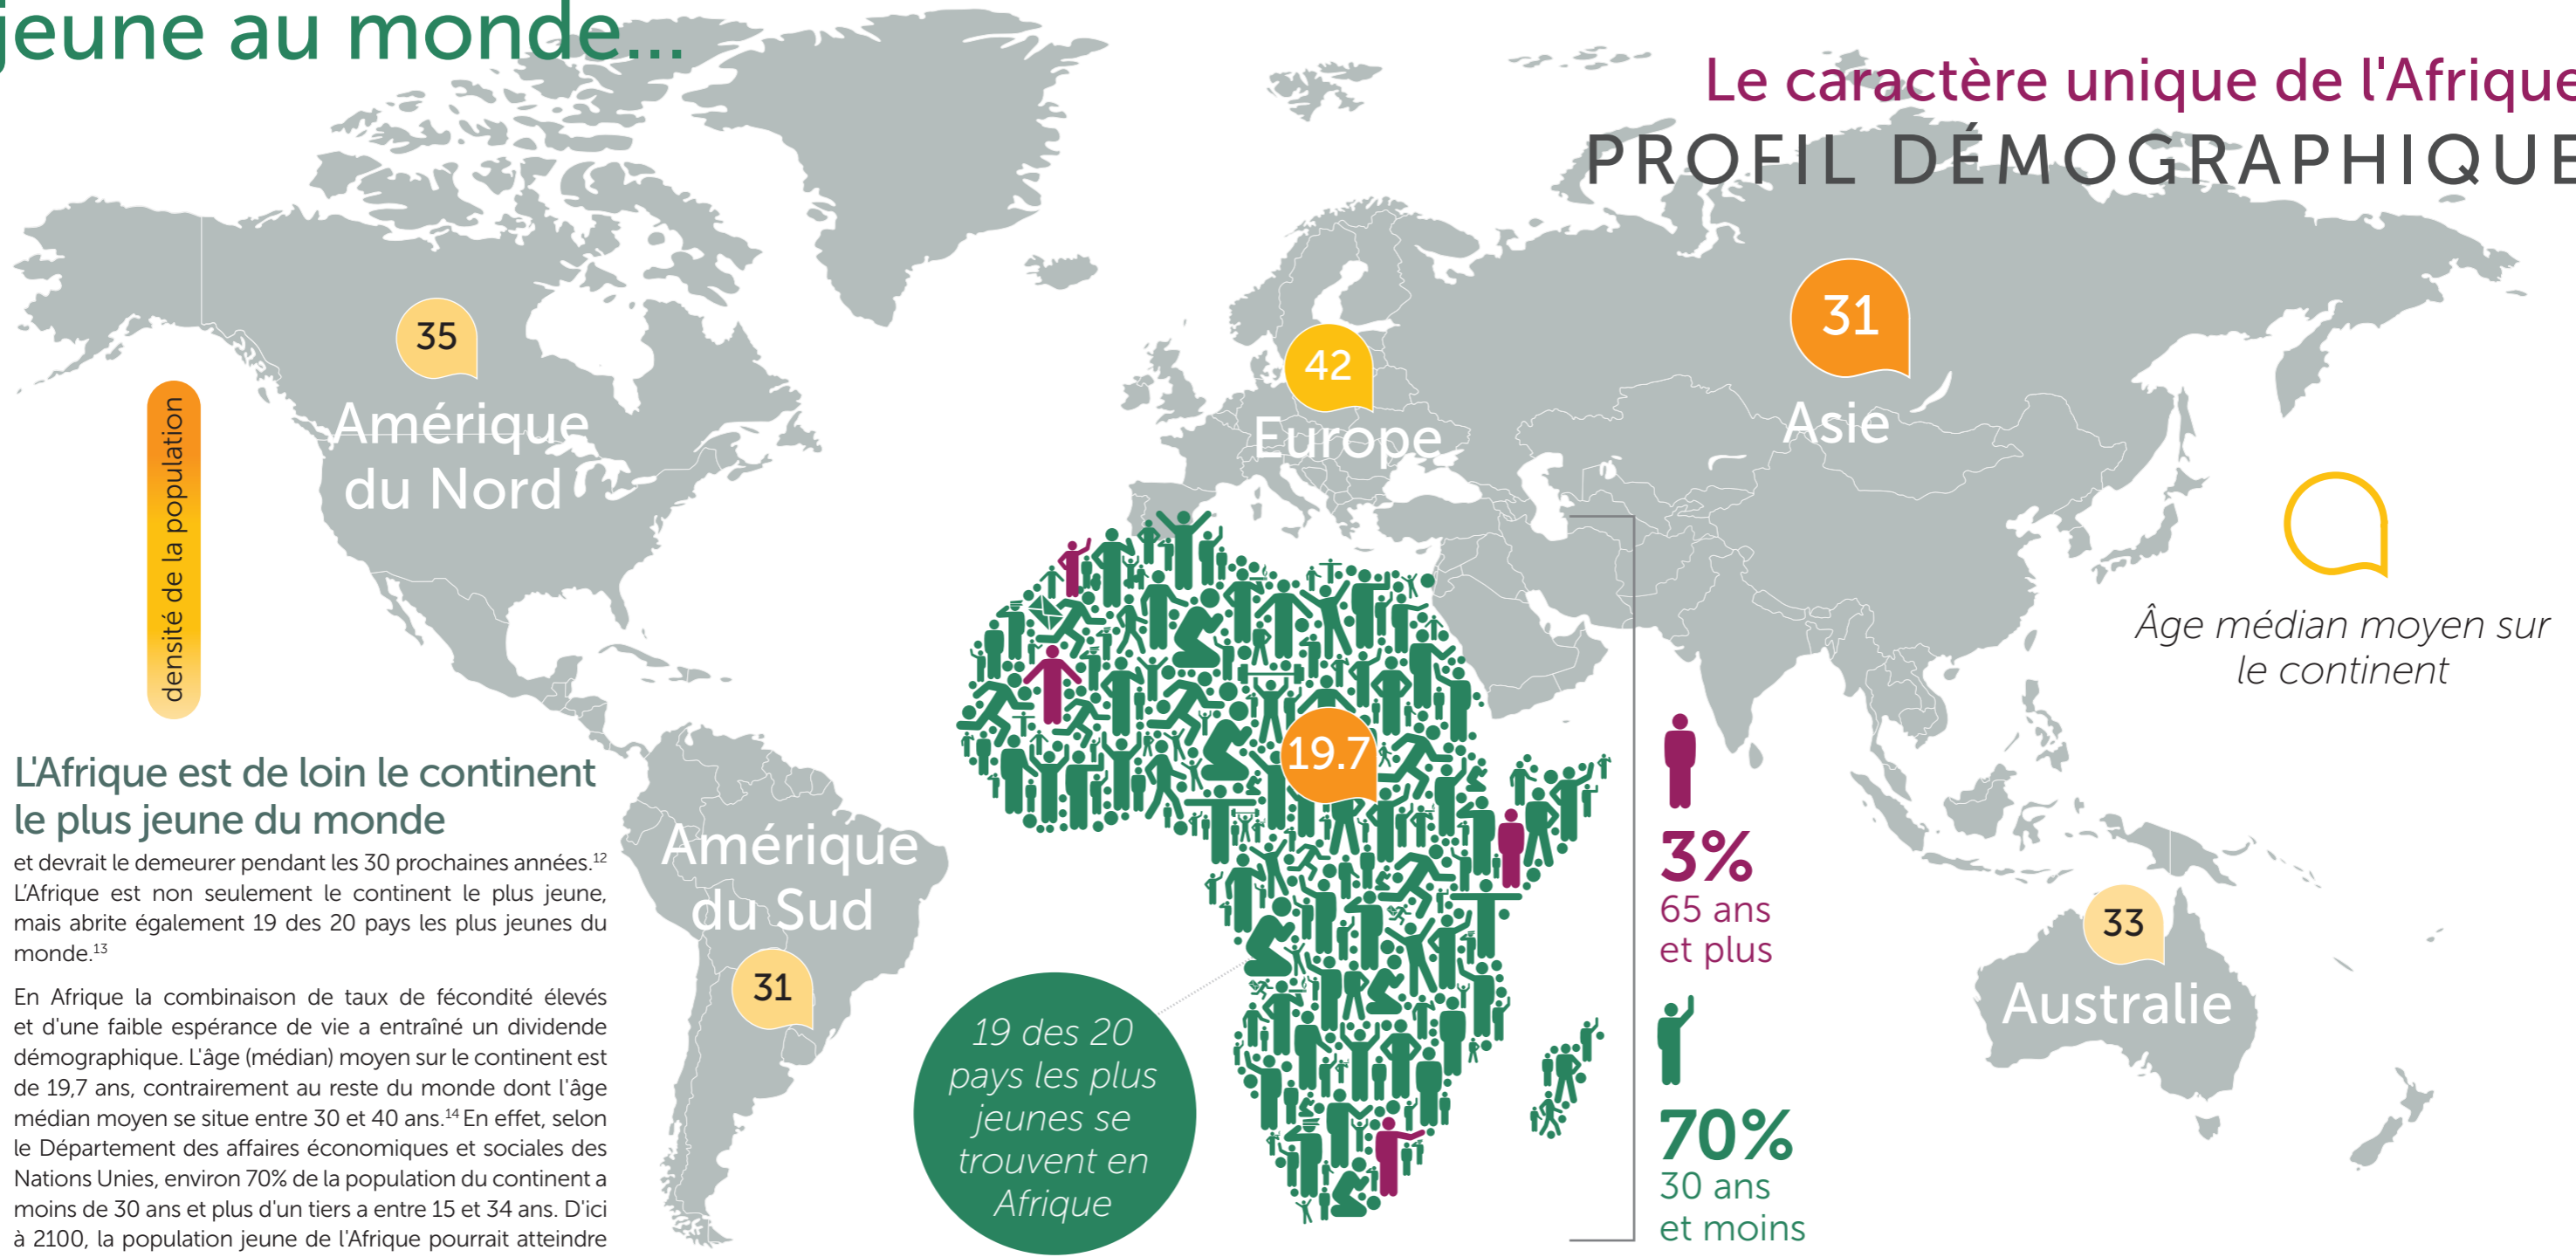 jeune au monde...
Le caractère unique de l'Afrique
PROFIL DÉMOGRAPHIQUE
35
Amérique
du Nord
densité de la population
42
Europe
31
Asie
Âge médian moyen sur
le continent
19.7
L'Afrique est de loin le continent
le plus jeune du monde
et devrait le demeurer pendant les 30 prochaines années.12
L'Afrique est non seulement le continent le plus jeune,
mais abrite également 19 des 20 pays les plus jeunes du
monde.13
En Afrique la combinaison de taux de fécondité élevés
et d'une faible espérance de vie a entraîné un dividende
démographique. L'âge (médian) moyen sur le continent est
de 19,7 ans, contrairement au reste du monde dont l'âge
médian moyen se situe entre 30 et 40 ans.14 En effet, selon
le Département des affaires économiques et sociales des
Nations Unies, environ 70% de la population du continent a
moins de 30 ans et plus d'un tiers a entre 15 et 34 ans. D'ici
à 2100, la population jeune de l'Afrique pourrait atteindre
Amérique
du Sud
31
19 des 20
pays les plus
jeunes se
trouvent en
Afrique
3%
65 ans
et plus
70%
30 ans
et moins
33
Australie